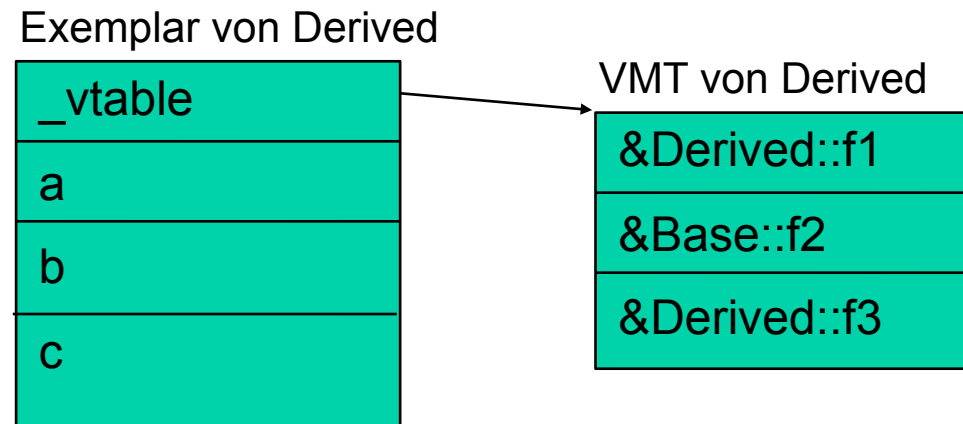 Exemplar von Derived
_vtable
a
b
c
VMT von Derived
&Derived::f1
&Base::f2
&Derived::f3